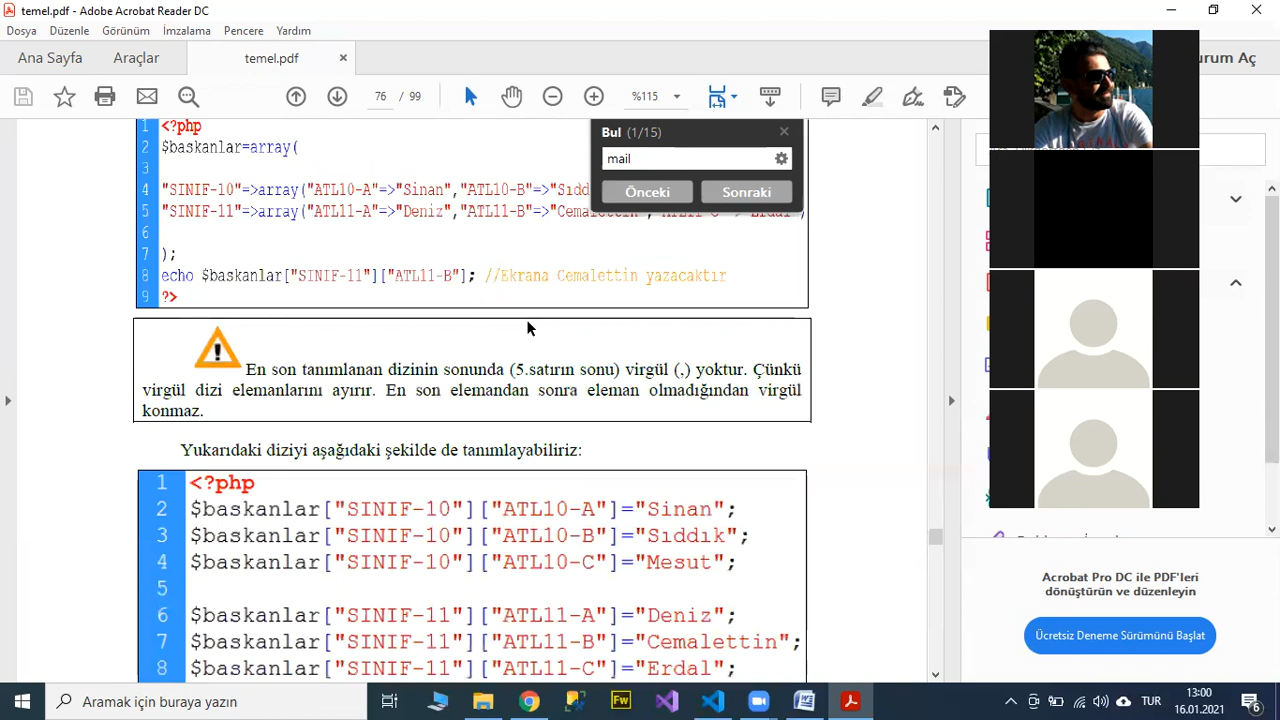 temel.pdf - Adobe Acrobat Reader DC
Dosya Düzenle Görünüm İmzalama Pencere Yardım
Ana Sayfa Araçlar temel.pdf × urum Aç
76 / 99 %115
Bul (1/15)
mail
Önceki Sonraki
1 <?php
2 $baskanlar=array(
3
4 "SINIF-10"=>array("ATL10-A"=>"Sinan","ATL10-B"=>"Sıdd
5 "SINIF-11"=>array("ATL11-A"=>"Deniz","ATL11-B"=>"Cemalettin","ATL11-C"=>"Erdal")
6
7 );
8 echo $baskanlar["SINIF-11"]["ATL11-B"]; //Ekrana Cemalettin yazacaktır
9 ?>
En son tanımlanan dizinin sonunda (5.satırın sonu) virgül (,) yoktur. Çünkü
virgül dizi elemanlarını ayırır. En son elemandan sonra eleman olmadığından virgül
konmaz.
Yukarıdaki diziyi aşağıdaki şekilde de tanımlayabiliriz:
1 <?php
2 $baskanlar["SINIF-10"]["ATL10-A"]="Sinan";
3 $baskanlar["SINIF-10"]["ATL10-B"]="Sıddık";
4 $baskanlar["SINIF-10"]["ATL10-C"]="Mesut";
5
6 $baskanlar["SINIF-11"]["ATL11-A"]="Deniz";
7 $baskanlar["SINIF-11"]["ATL11-B"]="Cemalettin";
8 $baskanlar["SINIF-11"]["ATL11-C"]="Erdal";
Acrobat Pro DC ile PDF'leri
dönüştürün ve düzenleyin
Ücretsiz Deneme Sürümünü Başlat
Aramak için buraya yazın
Fw
TUR
13:00
16.01.2021
6